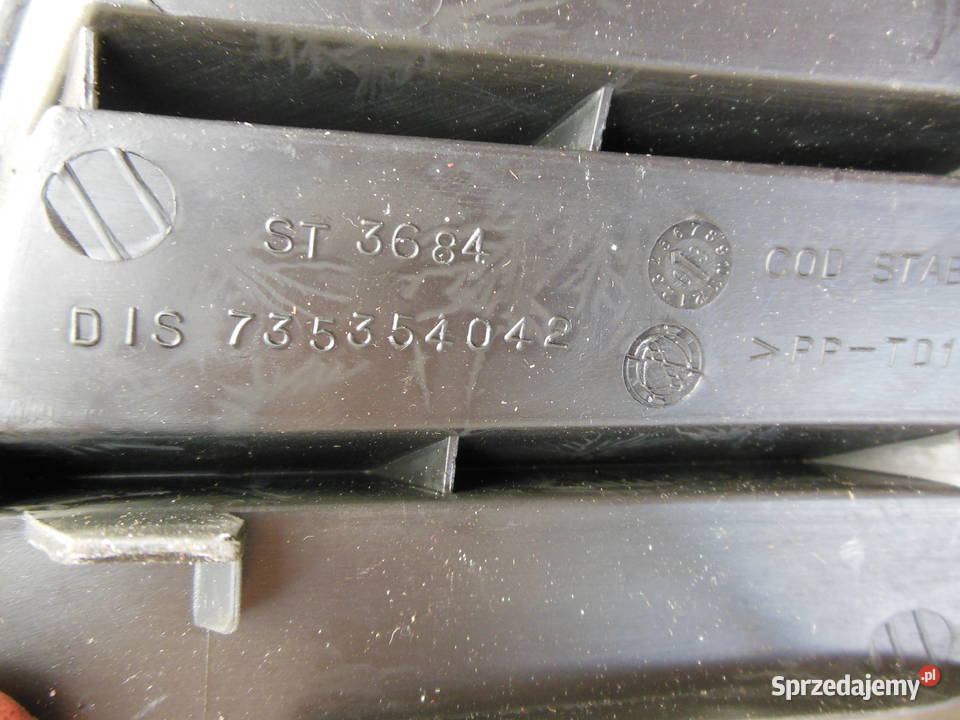 ST 3684
COD STAB
DIS 735354042
>PP-TD1
Sprzedajemy.pl